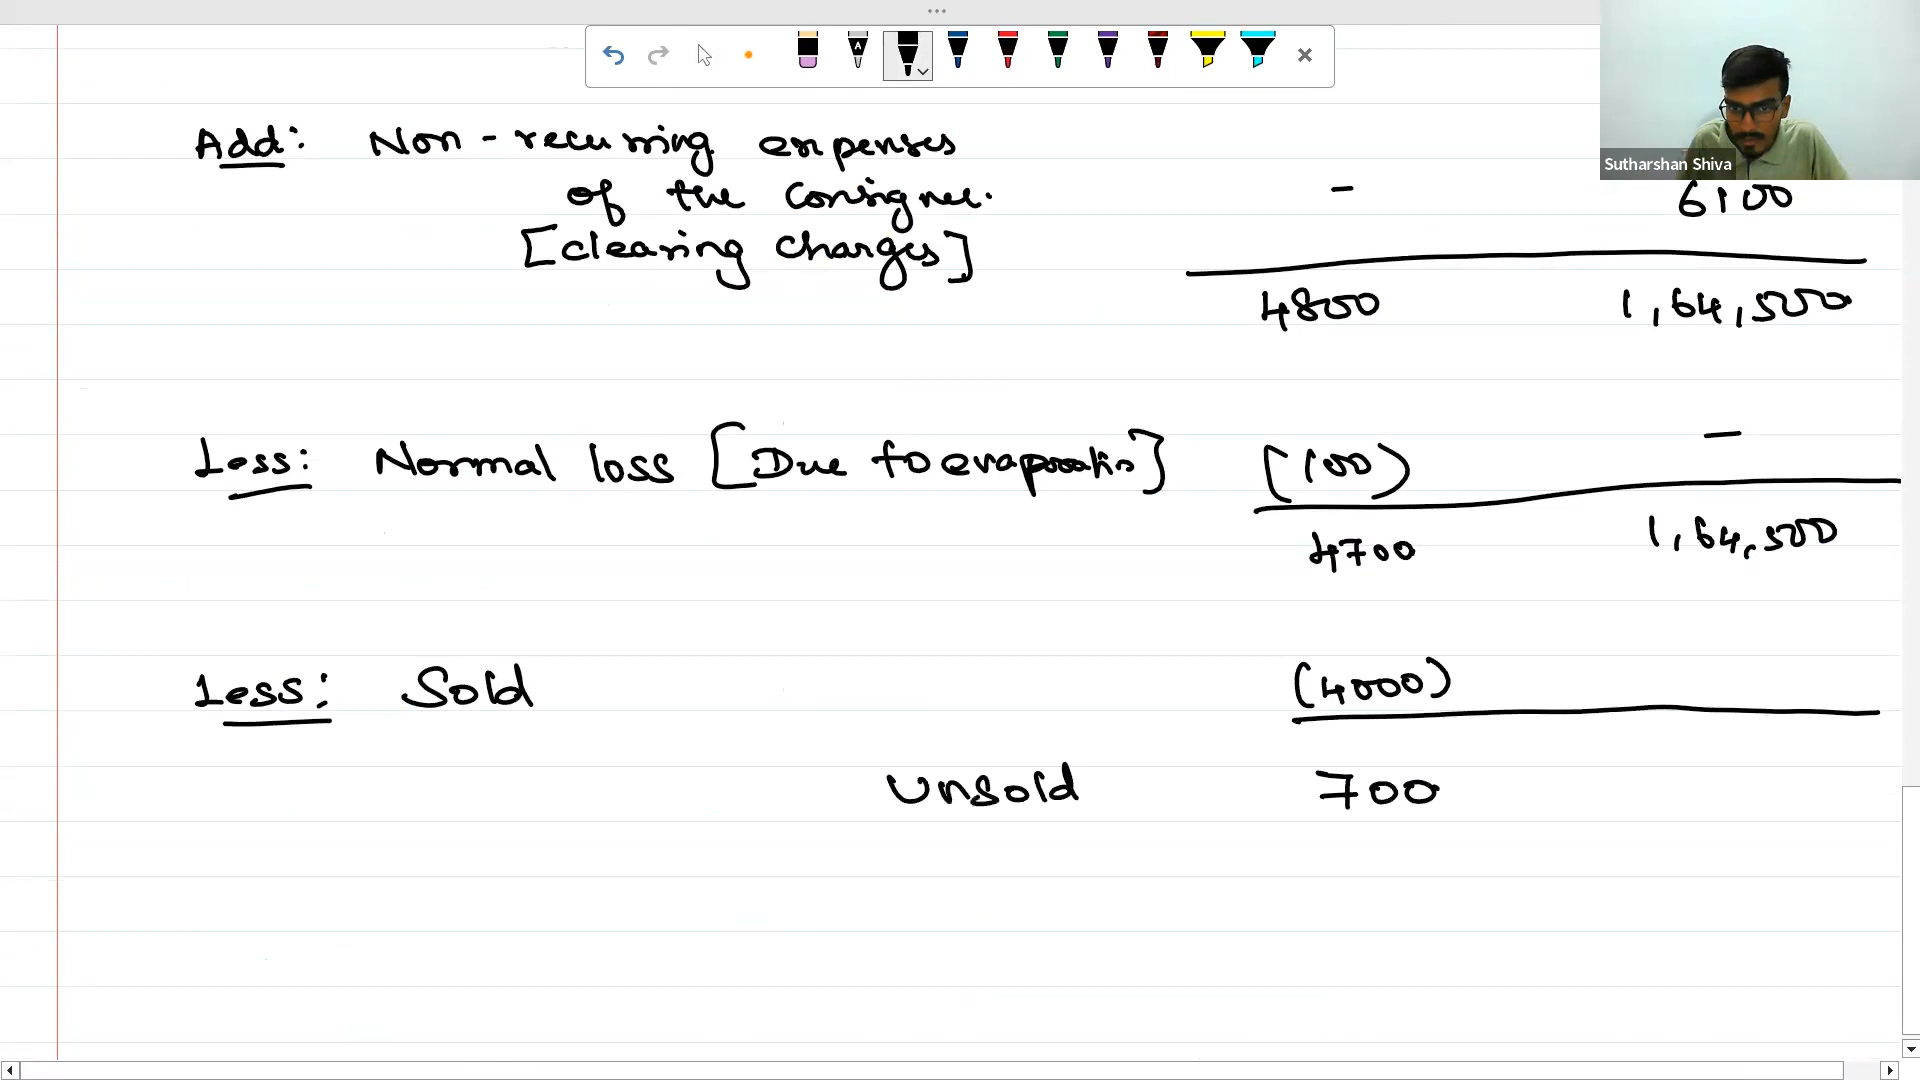 Sutharshan Shiva
Add: Non-recurring expenses
of the consignee. - 6100
[clearing charges]
4800 1,64,500
Less: Normal loss [Due to evaporation] (100) -
4700 1,64,500
Less: Sold (4000)
Unsold 700